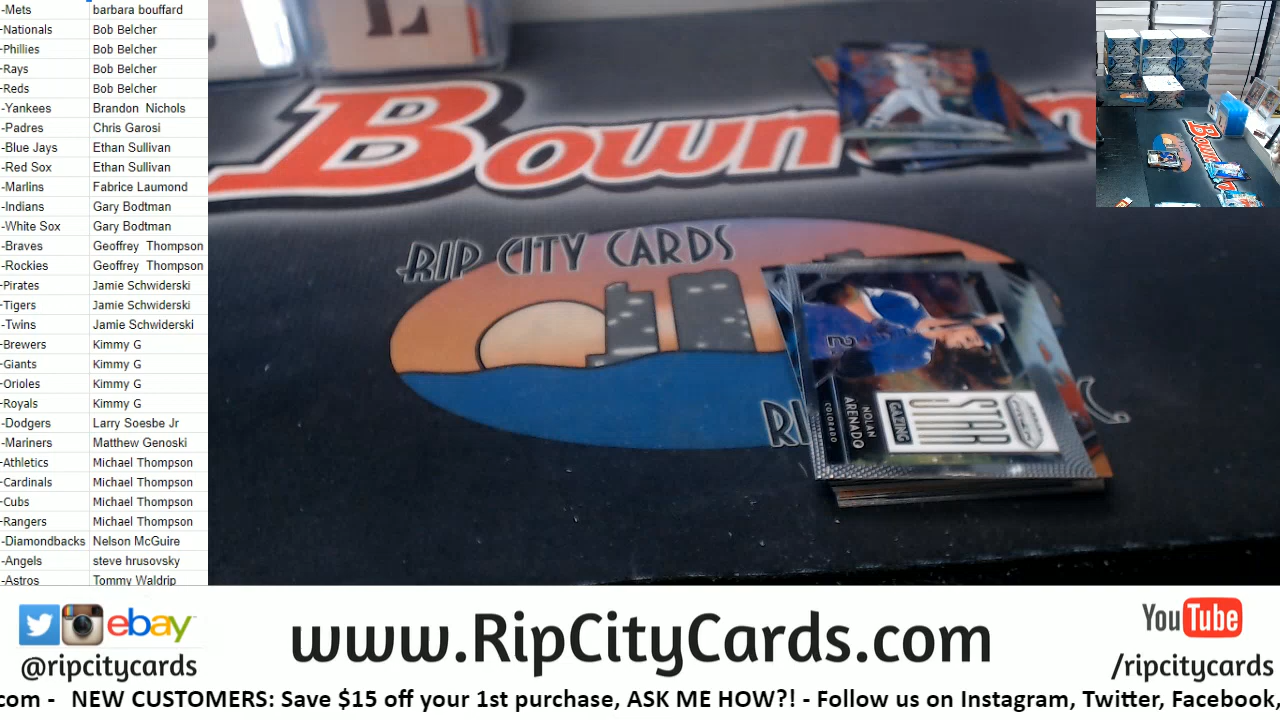 -Mets barbara bouffard
-Nationals Bob Belcher
-Phillies Bob Belcher
-Rays Bob Belcher
-Reds Bob Belcher
-Yankees Brandon Nichols
-Padres Chris Garosi
-Blue Jays Ethan Sullivan
-Red Sox Ethan Sullivan
-Marlins Fabrice Laumond
-Indians Gary Bodtman
-White Sox Gary Bodtman
-Braves Geoffrey Thompson
-Rockies Geoffrey Thompson
-Pirates Jamie Schwiderski
-Tigers Jamie Schwiderski
-Twins Jamie Schwiderski
-Brewers Kimmy G
-Giants Kimmy G
-Orioles Kimmy G
-Royals Kimmy G
-Dodgers Larry Soesbe Jr
-Mariners Matthew Genoski
-Athletics Michael Thompson
-Cardinals Michael Thompson
-Cubs Michael Thompson
-Rangers Michael Thompson
-Diamondbacks Nelson McGuire
-Angels steve hrusovsky
-Astros Tommy Waldrip
Bown
RIP CITY CARDS
RI
STAR
GAZING
NOLAN
ARENADO
COLORADO
PRIZM
Bown
ebay
@ripcitycards
www.RipCityCards.com
YouTube
/ripcitycards
com - NEW CUSTOMERS: Save $15 off your 1st purchase, ASK ME HOW?! - Follow us on Instagram, Twitter, Facebook,